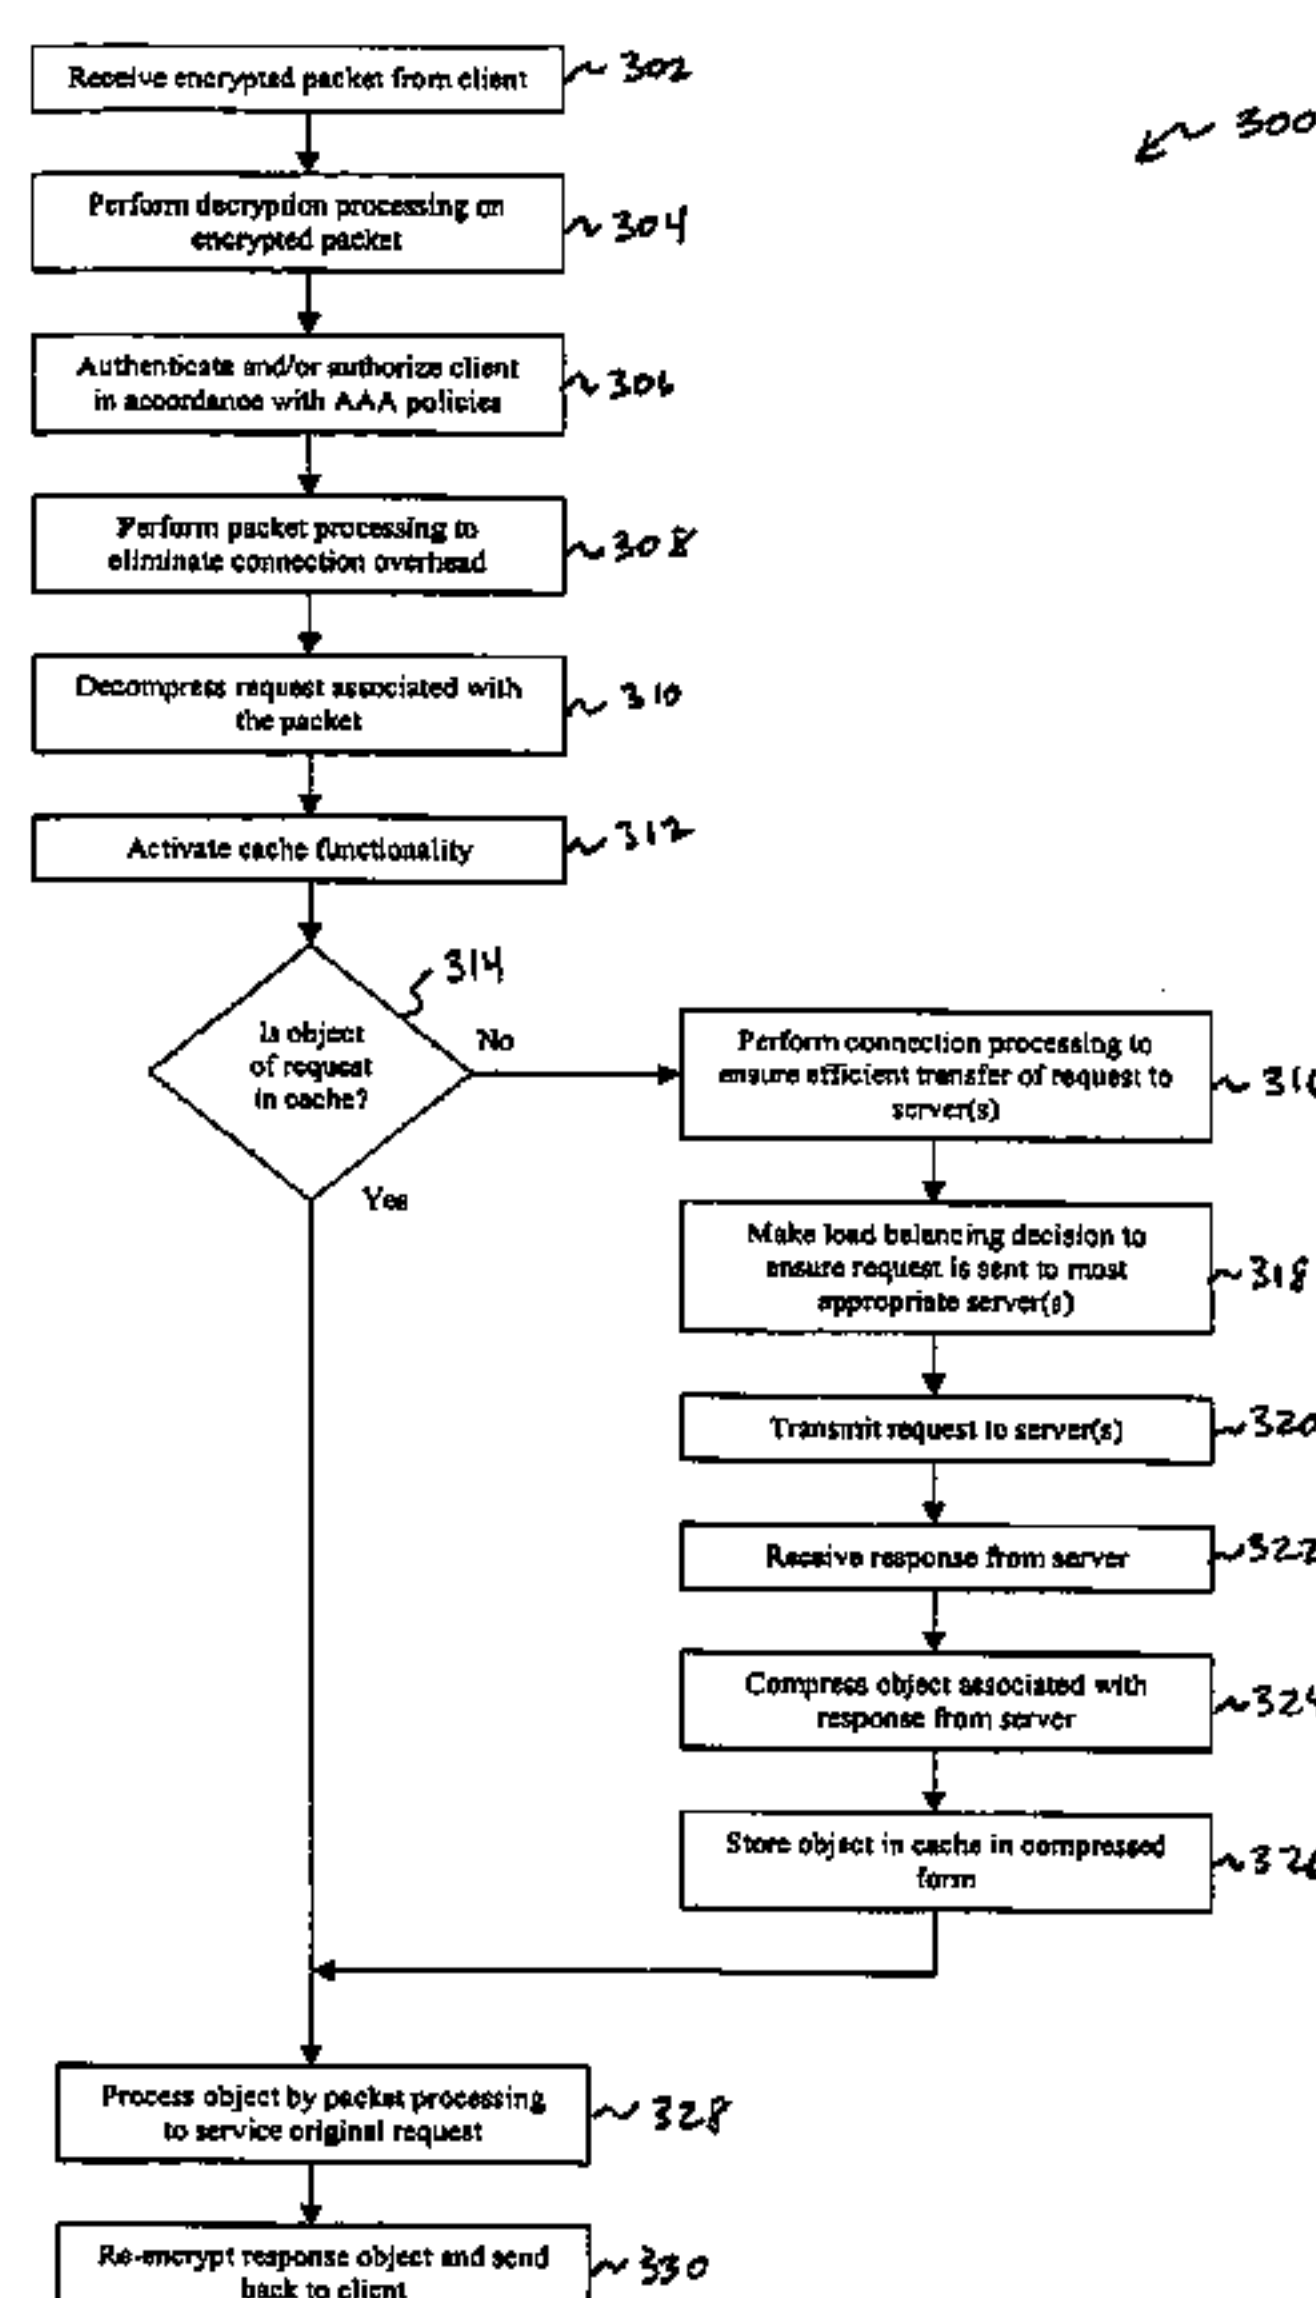 Receive encrypted packet from client
302
300
Perform decryption processing on
encrypted packet
304
Authenticate and/or authorize client
in accordance with AAA policies
306
Perform packet processing to
eliminate connection overhead
308
Decompress request associated with
the packet
310
Activate cache functionality
312
314
Is object
of request
in cache?
No
Yes
Perform connection processing to
ensure efficient transfer of request to
server(s)
316
Make load balancing decision to
ensure request is sent to most
appropriate server(s)
318
Transmit request to server(s)
320
Receive response from server
322
Compress object associated with
response from server
324
Store object in cache in compressed
form
326
Process object by packet processing
to service original request
328
Re-encrypt response object and send
back to client
330